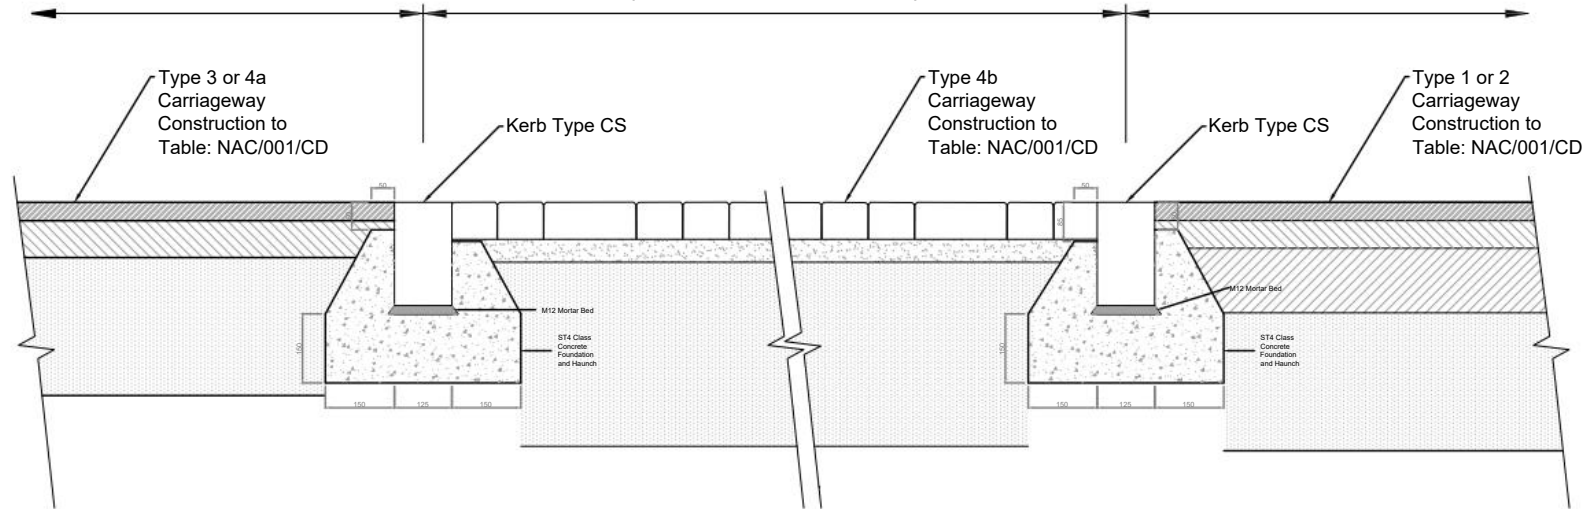 Type 3 or 4a
Carriageway
Construction to
Table: NAC/001/CD
Kerb Type CS
Type 4b
Carriageway
Construction to
Table: NAC/001/CD
Kerb Type CS
Type 1 or 2
Carriageway
Construction to
Table: NAC/001/CD
50
50
85
M12 Mortar Bed
M12 Mortar Bed
ST4 Class
Concrete
Foundation
and Haunch
ST4 Class
Concrete
Foundation
and Haunch
150
150
150
125
150
150
125
150